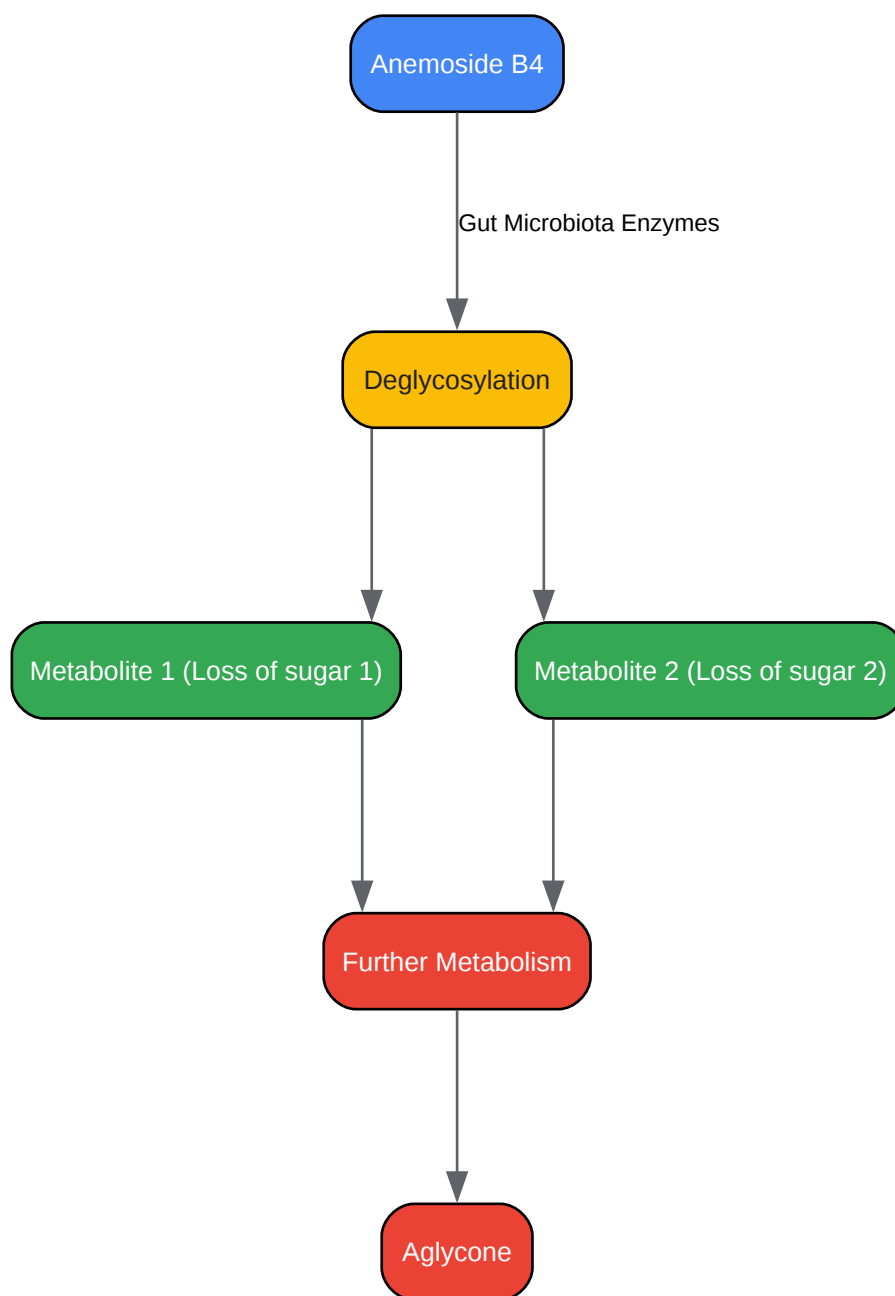 Anemoside B4
Gut Microbiota Enzymes
Deglycosylation
Metabolite 1 (Loss of sugar 1)
Metabolite 2 (Loss of sugar 2)
Further Metabolism
Aglycone